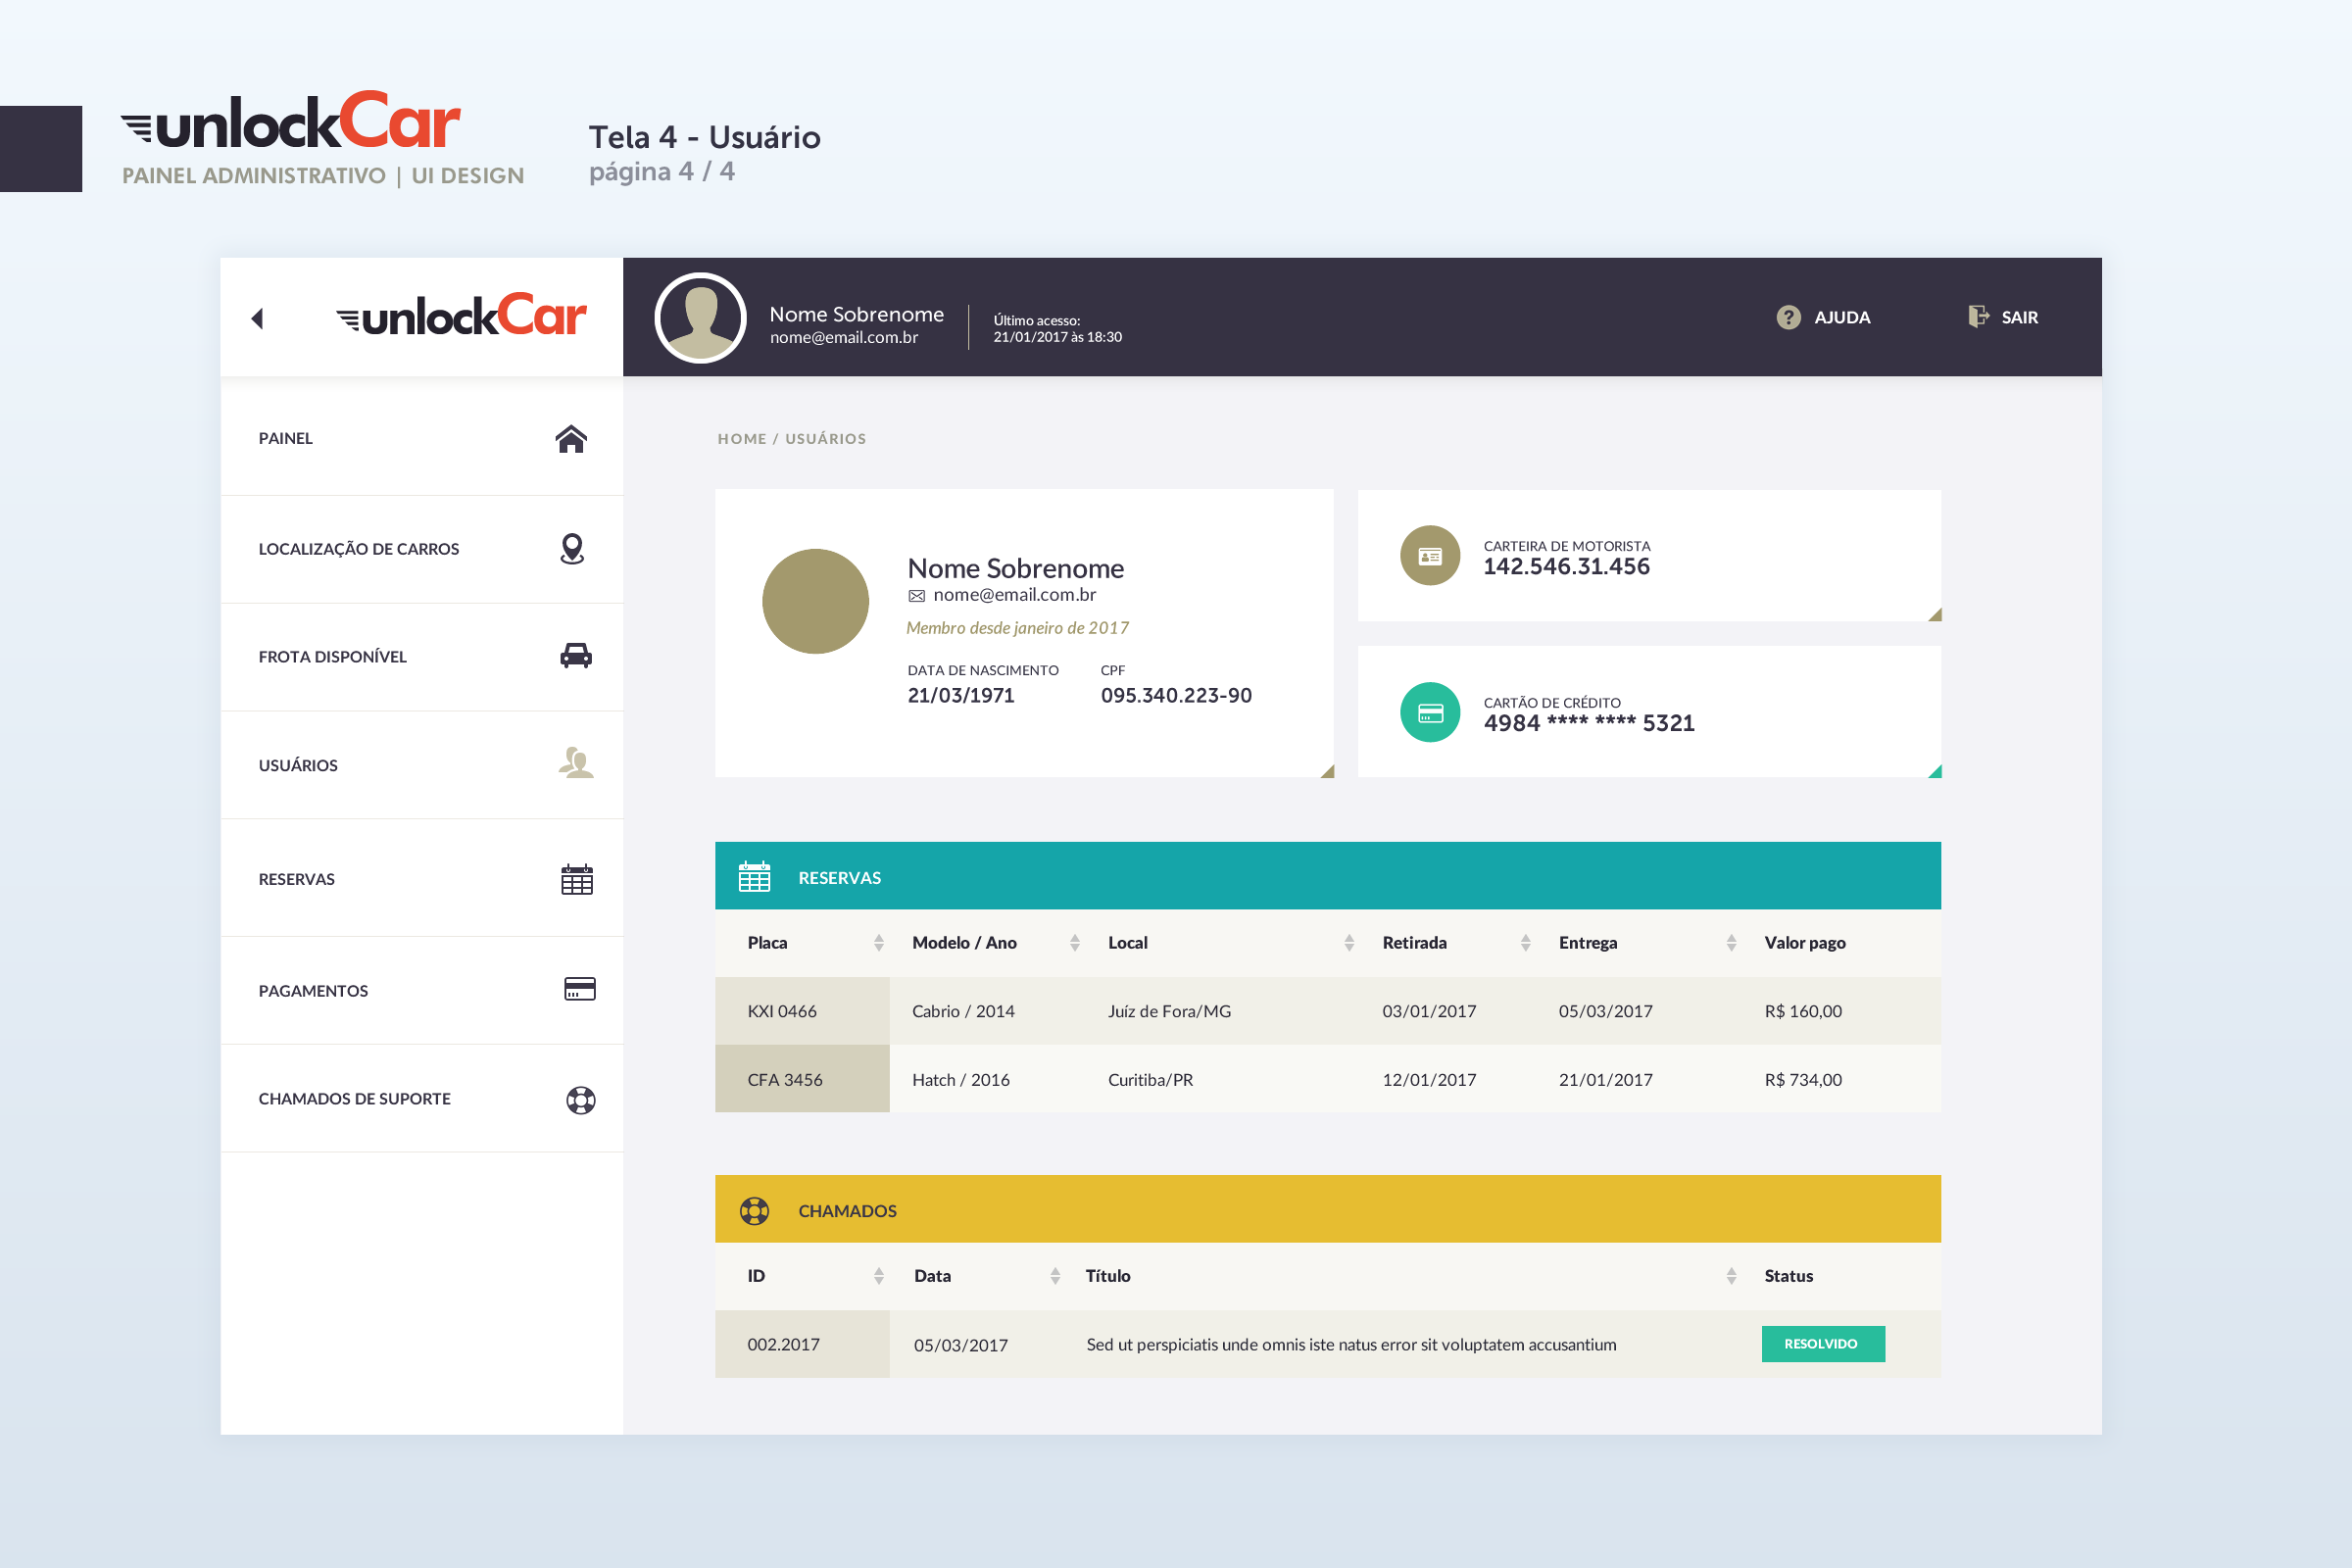 unlockCar
PAINEL ADMINISTRATIVO | UI DESIGN
Tela 4 - Usuário
página 4 / 4
unlockCar
Nome Sobrenome
nome@email.com.br
Último acesso:
21/01/2017 às 18:30
? AJUDA
SAIR
PAINEL
LOCALIZAÇÃO DE CARROS
FROTA DISPONÍVEL
USUÁRIOS
RESERVAS
PAGAMENTOS
CHAMADOS DE SUPORTE
HOME / USUÁRIOS
Nome Sobrenome
nome@email.com.br
Membro desde janeiro de 2017
DATA DE NASCIMENTO CPF
21/03/1971 095.340.223-90
CARTEIRA DE MOTORISTA
142.546.31.456
CARTÃO DE CRÉDITO
4984 **** **** 5321
RESERVAS
Placa Modelo / Ano Local Retirada Entrega Valor pago
KXI 0466 Cabrio / 2014 Juíz de Fora/MG 03/01/2017 05/03/2017 R$ 160,00
CFA 3456 Hatch / 2016 Curitiba/PR 12/01/2017 21/01/2017 R$ 734,00
CHAMADOS
ID Data Título Status
002.2017 05/03/2017 Sed ut perspiciatis unde omnis iste natus error sit voluptatem accusantium RESOLVIDO